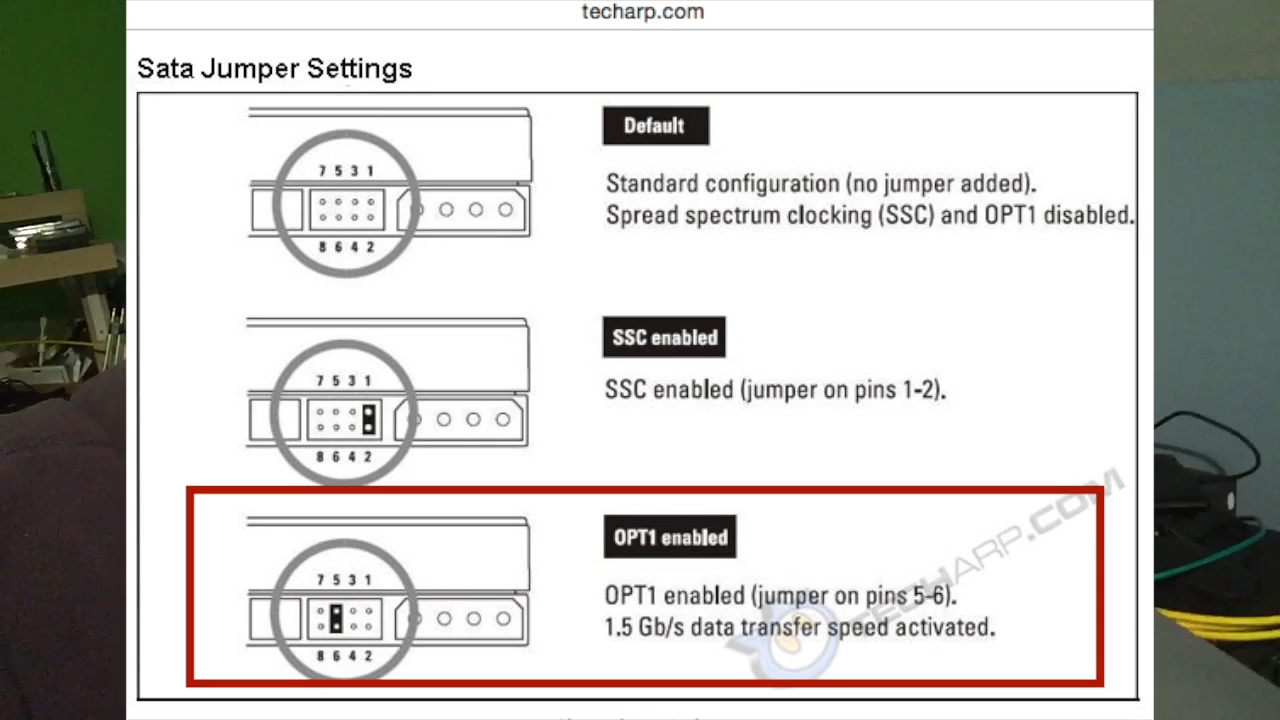 techarp.com
Sata Jumper Settings
Default
7 5 3 1
Standard configuration (no jumper added).
Spread spectrum clocking (SSC) and OPT1 disabled.
8 6 4 2
SSC enabled
7 5 3 1
SSC enabled (jumper on pins 1-2).
8 6 4 2
OPT1 enabled
7 5 3 1
OPT1 enabled (jumper on pins 5-6).
1.5 Gb/s data transfer speed activated.
8 6 4 2
TECHARP.COM